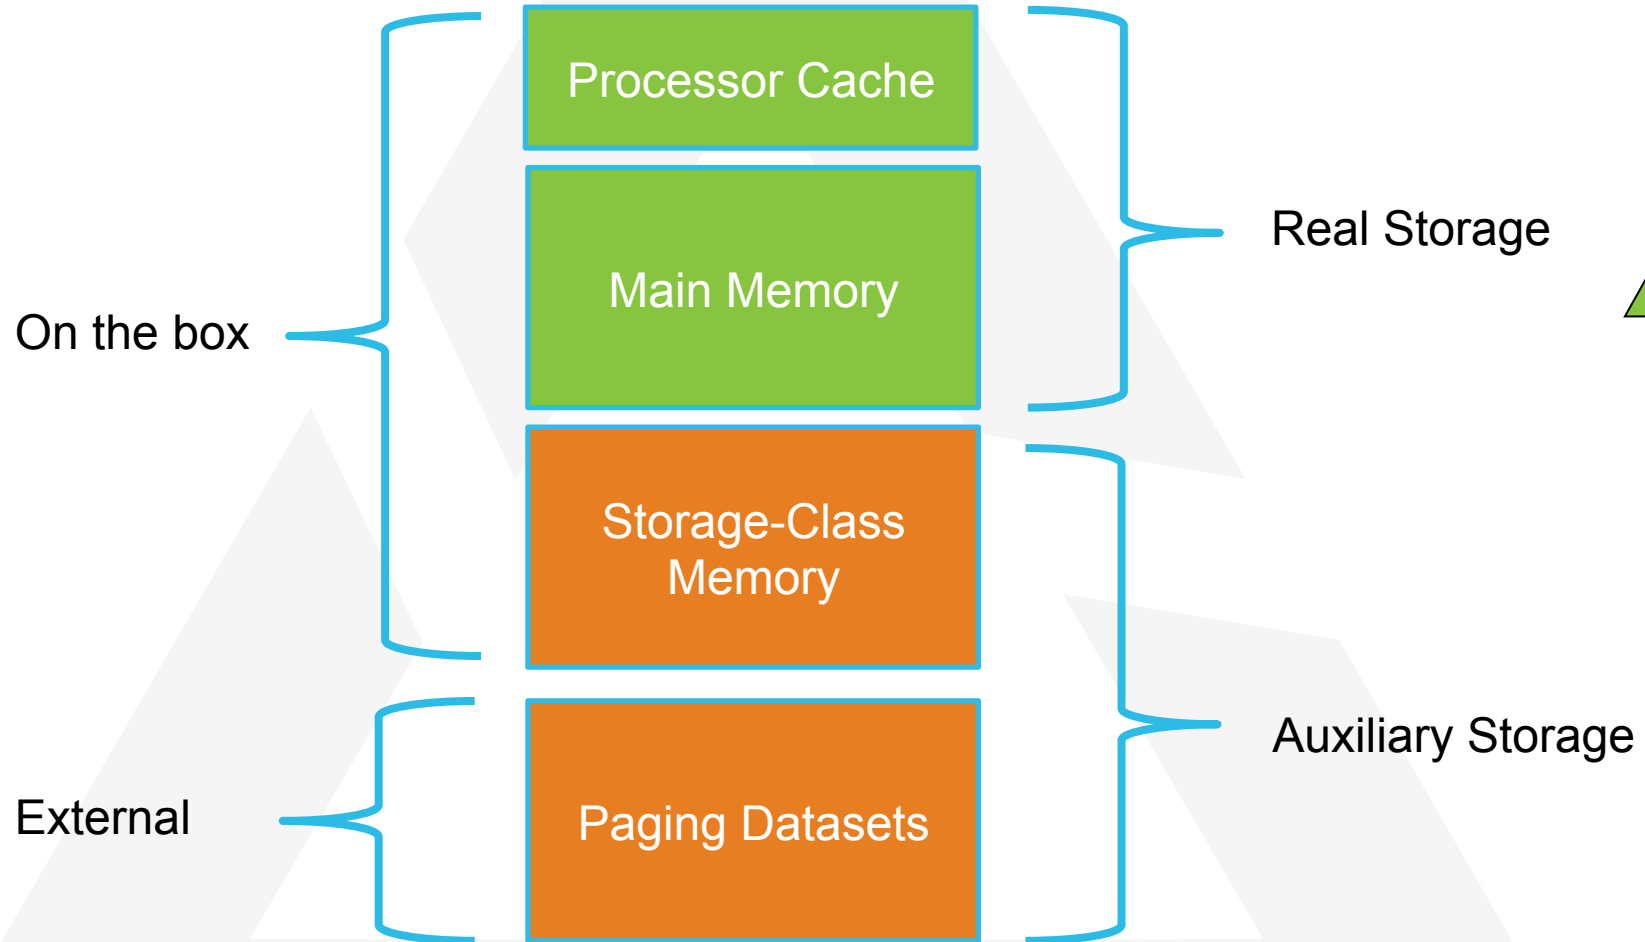 Processor Cache
Real Storage
Main Memory
On the box
Storage-Class
Memory
Auxiliary Storage
External
Paging Datasets